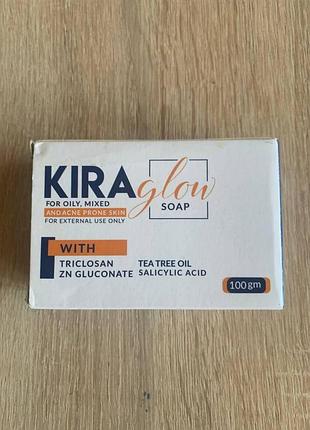 KIRA glow
FOR OILY, MIXED
AND ACNE PRONE SKIN
FOR EXTERNAL USE ONLY
SOAP
WITH
TRICLOSAN
ZN GLUCONATE
TEA TREE OIL
SALICYLIC ACID
100 gm